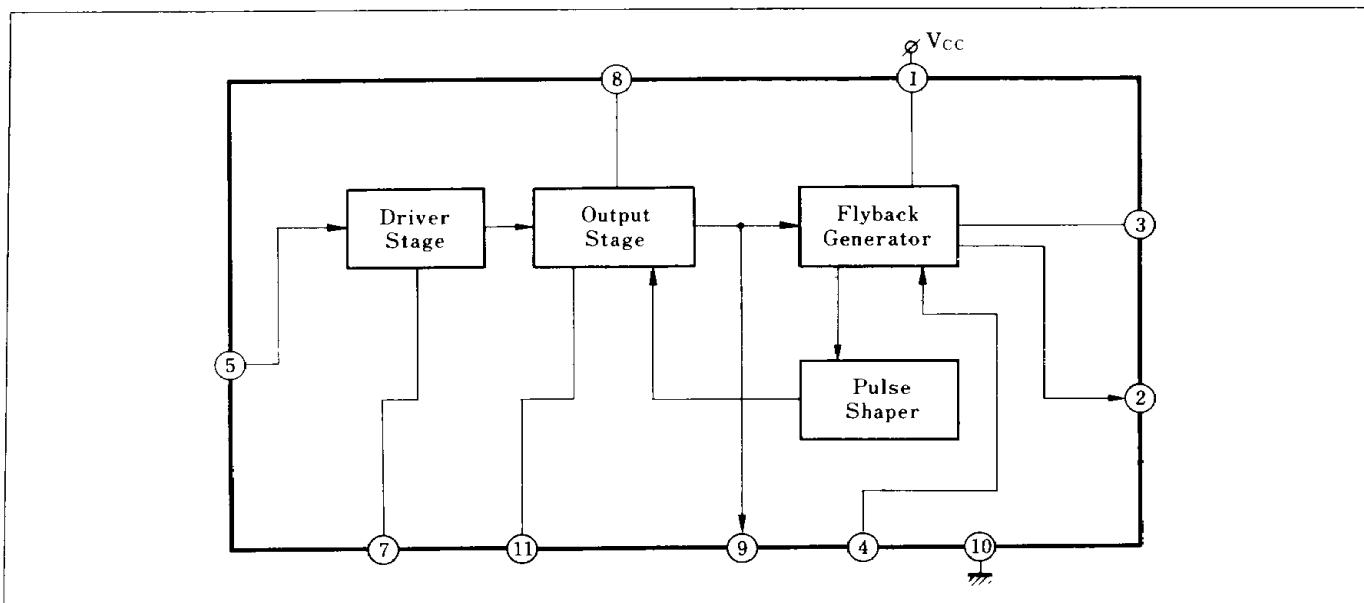 VCC
8
1
Driver
Stage
Output
Stage
Flyback
Generator
3
5
Pulse
Shaper
2
7
11
9
4
10